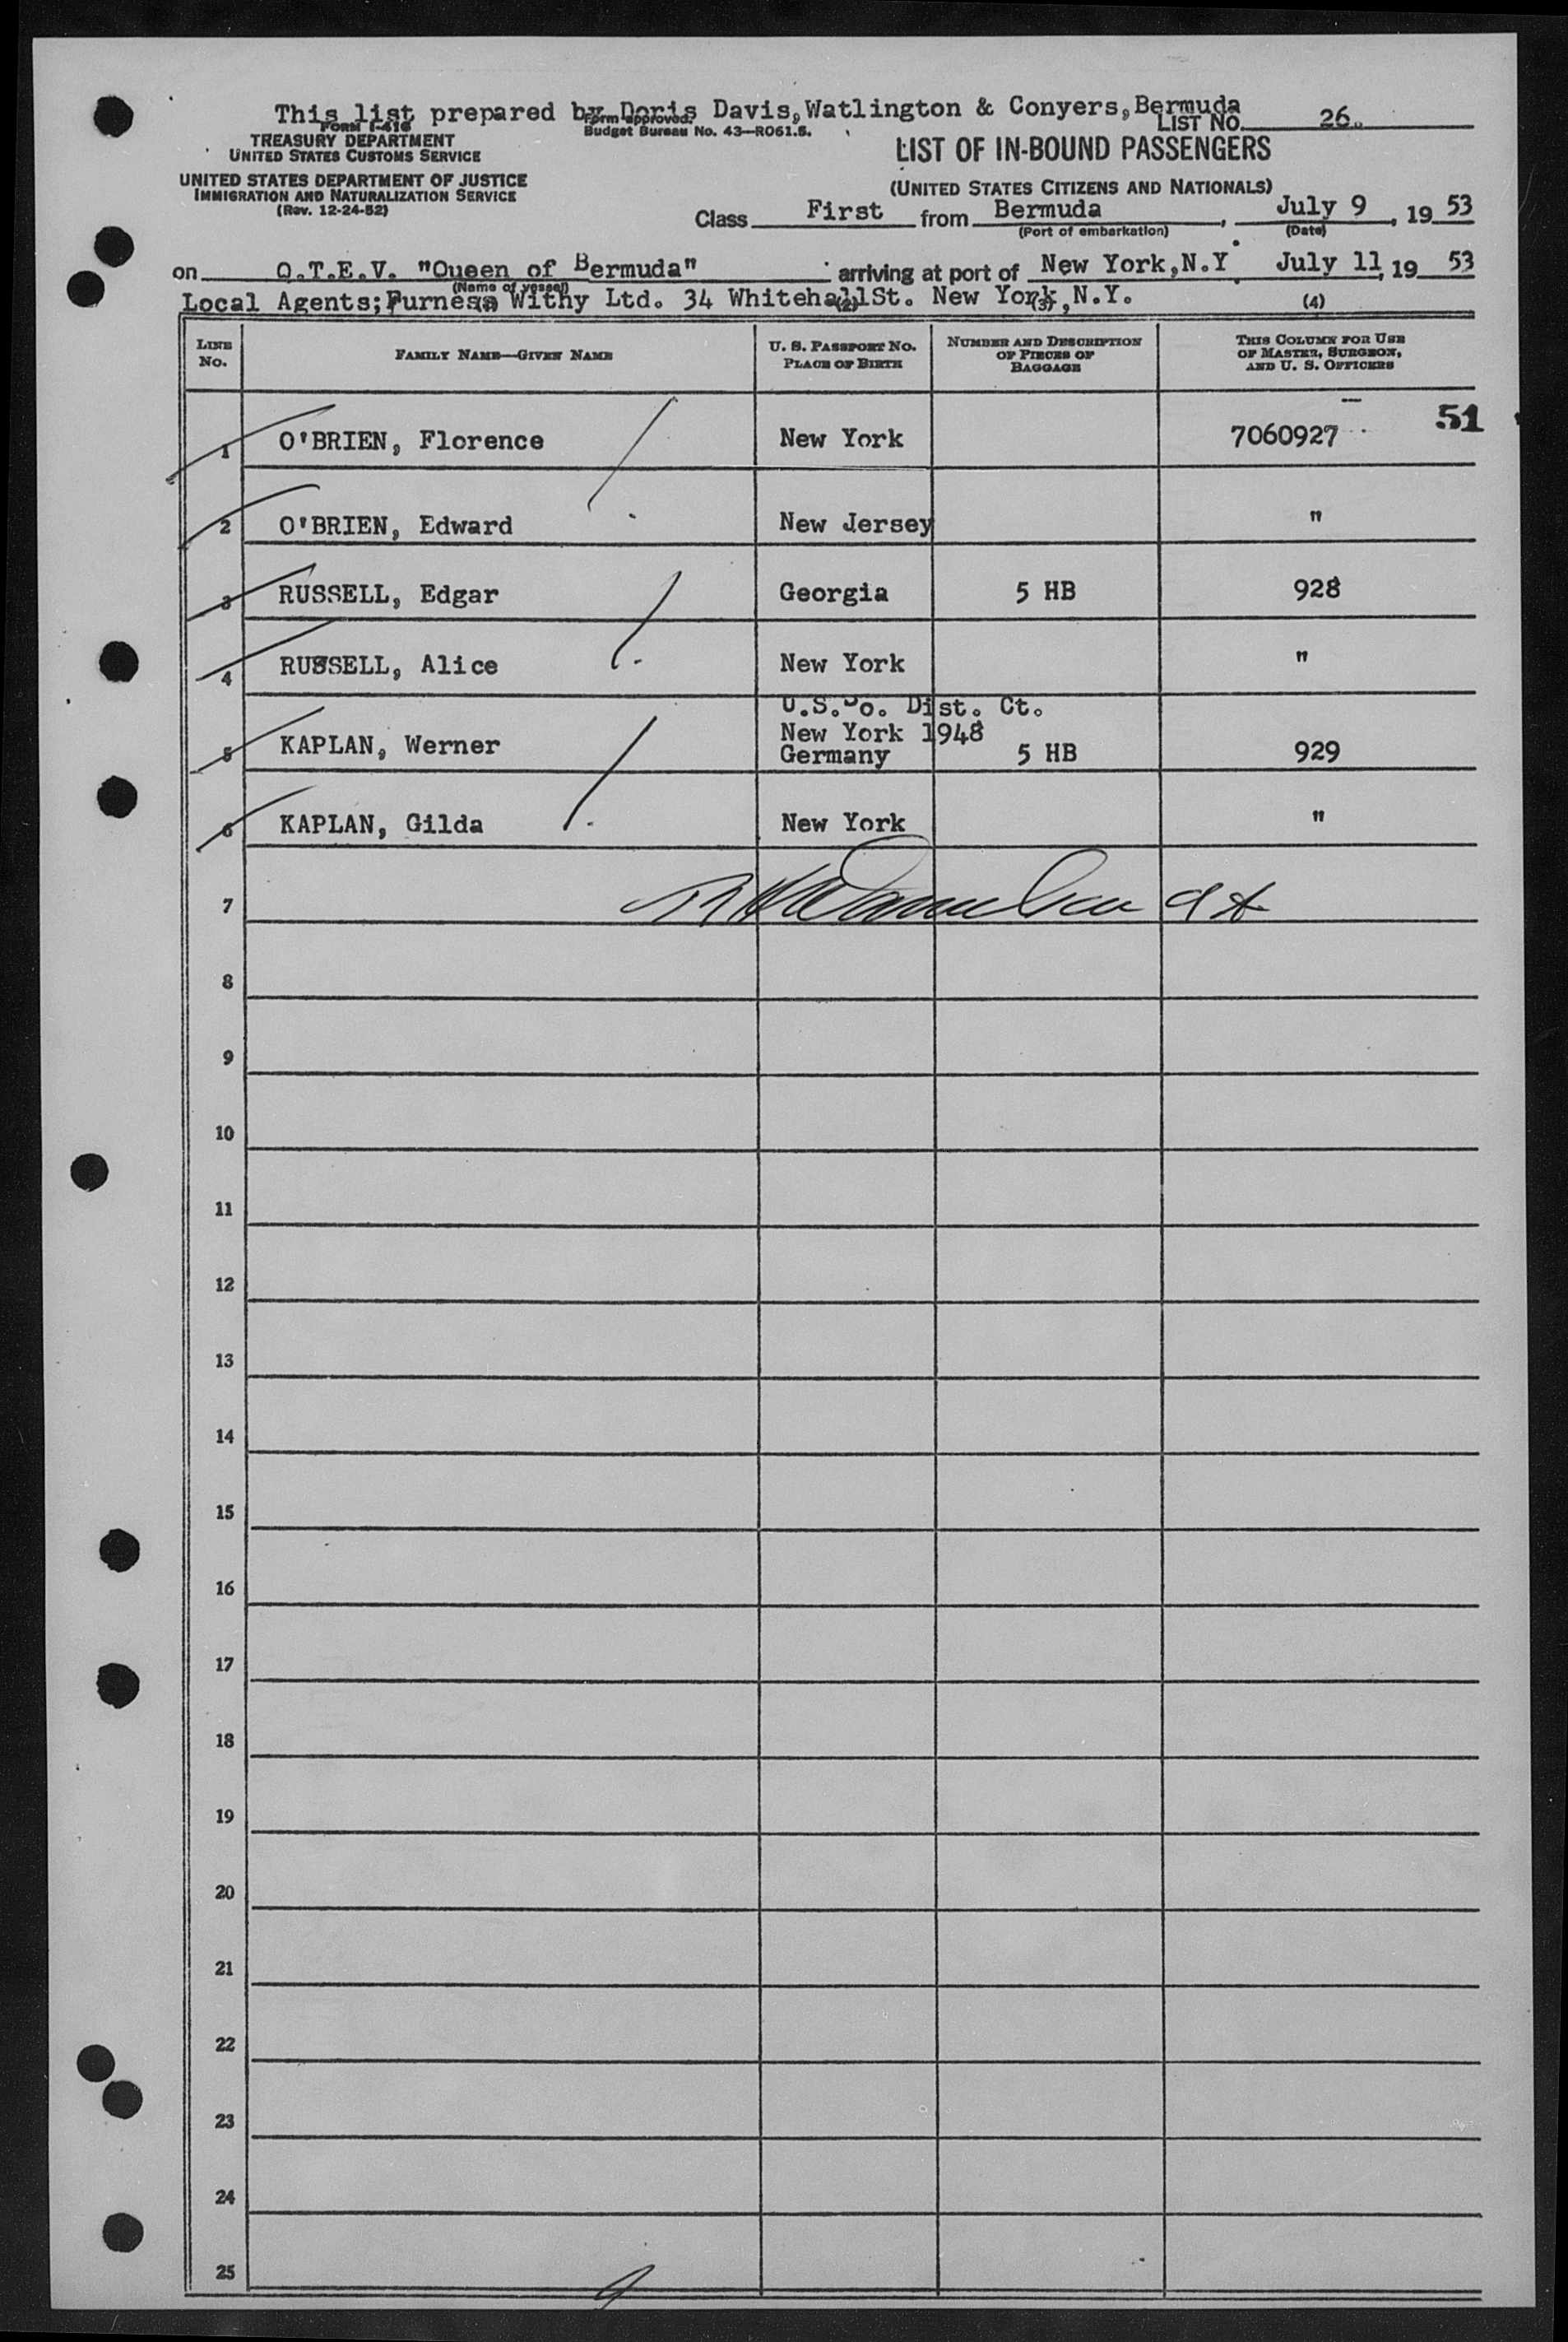 This list prepared by Doris Davis, Watlington & Conyers, Bermuda
FORM I-418
TREASURY DEPARTMENT
UNITED STATES CUSTOMS SERVICE
UNITED STATES DEPARTMENT OF JUSTICE
IMMIGRATION AND NATURALIZATION SERVICE
(Rev. 12-24-52)
Form approved.
Budget Bureau No. 43—R061.5.
LIST NO. 26.
LIST OF IN-BOUND PASSENGERS
(UNITED STATES CITIZENS AND NATIONALS)
Class First from Bermuda, July 9, 1953
(Port of embarkation) (Date)
on Q.T.E.V. "Queen of Bermuda" arriving at port of New York, N.Y. July 11, 1953
(Name of vessel)
Local Agents; Furness Withy Ltd. 34 Whitehall St. New York, N.Y.
(2) (3) (4)
LINE No. FAMILY NAME—GIVEN NAME U. S. PASSPORT NO. PLACE OF BIRTH NUMBER AND DESCRIPTION OF PIECES OF BAGGAGE THIS COLUMN FOR USE OF MASTER, SURGEON, AND U. S. OFFICERS
51
1 O'BRIEN, Florence New York 7060927
2 O'BRIEN, Edward New Jersey "
3 RUSSELL, Edgar Georgia 5 HB 928
4 RUSSELL, Alice New York "
U.S. So. Dist. Ct.
New York 1948
5 KAPLAN, Werner Germany 5 HB 929
6 KAPLAN, Gilda New York "
7
8
9
10
11
12
13
14
15
16
17
18
19
20
21
22
23
24
25